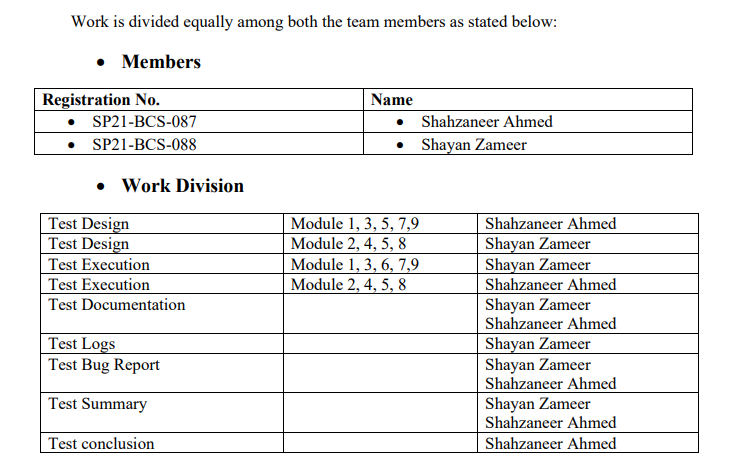 Work is divided equally among both the team members as stated below:
• Members
Registration No. Name
• SP21-BCS-087 • Shahzaneer Ahmed
• SP21-BCS-088 • Shayan Zameer
• Work Division
Test Design Module 1, 3, 5, 7,9 Shahzaneer Ahmed
Test Design Module 2, 4, 5, 8 Shayan Zameer
Test Execution Module 1, 3, 6, 7,9 Shayan Zameer
Test Execution Module 2, 4, 5, 8 Shahzaneer Ahmed
Test Documentation Shayan Zameer
Shahzaneer Ahmed
Test Logs Shayan Zameer
Test Bug Report Shayan Zameer
Shahzaneer Ahmed
Test Summary Shayan Zameer
Shahzaneer Ahmed
Test conclusion Shahzaneer Ahmed